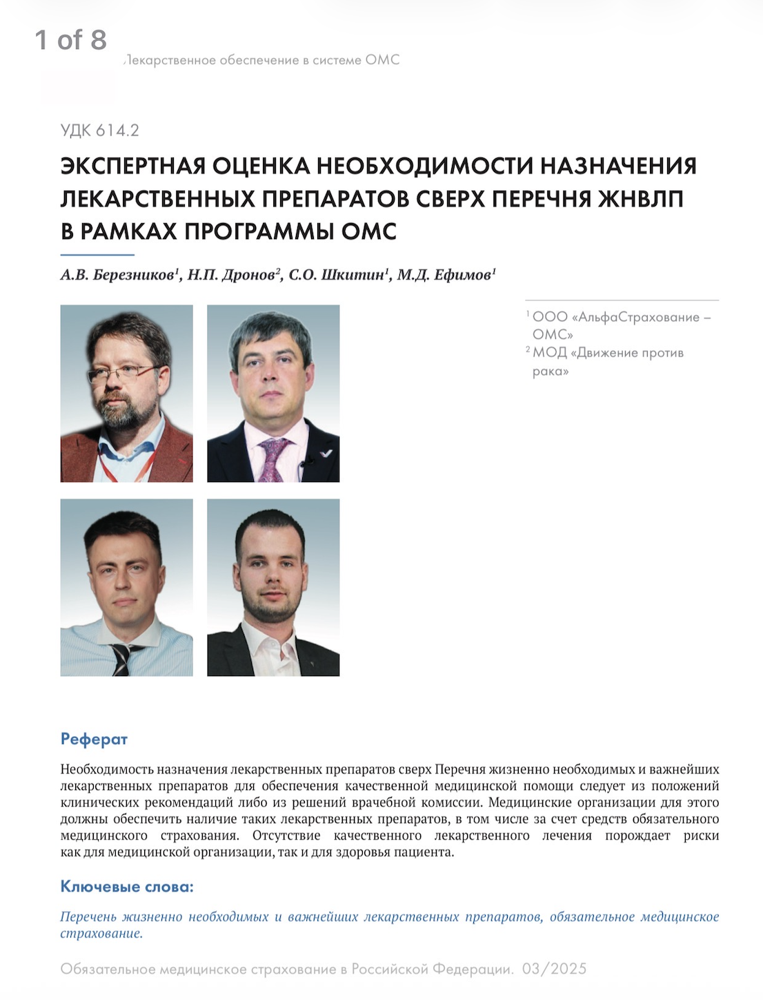 1 of 8
Лекарственное обеспечение в системе ОМС
УДК 614.2
ЭКСПЕРТНАЯ ОЦЕНКА НЕОБХОДИМОСТИ НАЗНАЧЕНИЯ
ЛЕКАРСТВЕННЫХ ПРЕПАРАТОВ СВЕРХ ПЕРЕЧНЯ ЖНВЛП
В РАМКАХ ПРОГРАММЫ ОМС
А.В. Березников¹, Н.П. Дронов², С.О. Шкитин¹, М.Д. Ефимов¹
¹ ООО «АльфаСтрахование –
ОМС»
² МОД «Движение против
рака»
Реферат
Необходимость назначения лекарственных препаратов сверх Перечня жизненно необходимых и важнейших
лекарственных препаратов для обеспечения качественной медицинской помощи следует из положений
клинических рекомендаций либо из решений врачебной комиссии. Медицинские организации для этого
должны обеспечить наличие таких лекарственных препаратов, в том числе за счет средств обязательного
медицинского страхования. Отсутствие качественного лекарственного лечения порождает риски
как для медицинской организации, так и для здоровья пациента.
Ключевые слова:
Перечень жизненно необходимых и важнейших лекарственных препаратов, обязательное медицинское
страхование.
Обязательное медицинское страхование в Российской Федерации. 03/2025